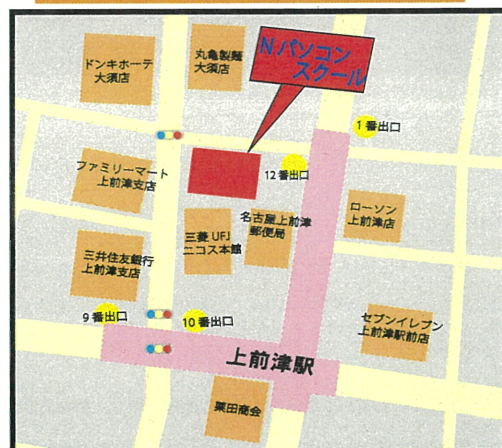 ドンキホーテ
大須店
丸亀製麺
大須店
N.パソコン
スクール
1番出口
ファミリーマート
上前津支店
12番出口
ローソン
上前津店
名古屋上前津
郵便局
三菱 UFJ
ニコス本館
三井住友銀行
上前津支店
9番出口
10番出口
セブンイレブン
上前津駅前店
上前津駅
栗田商会